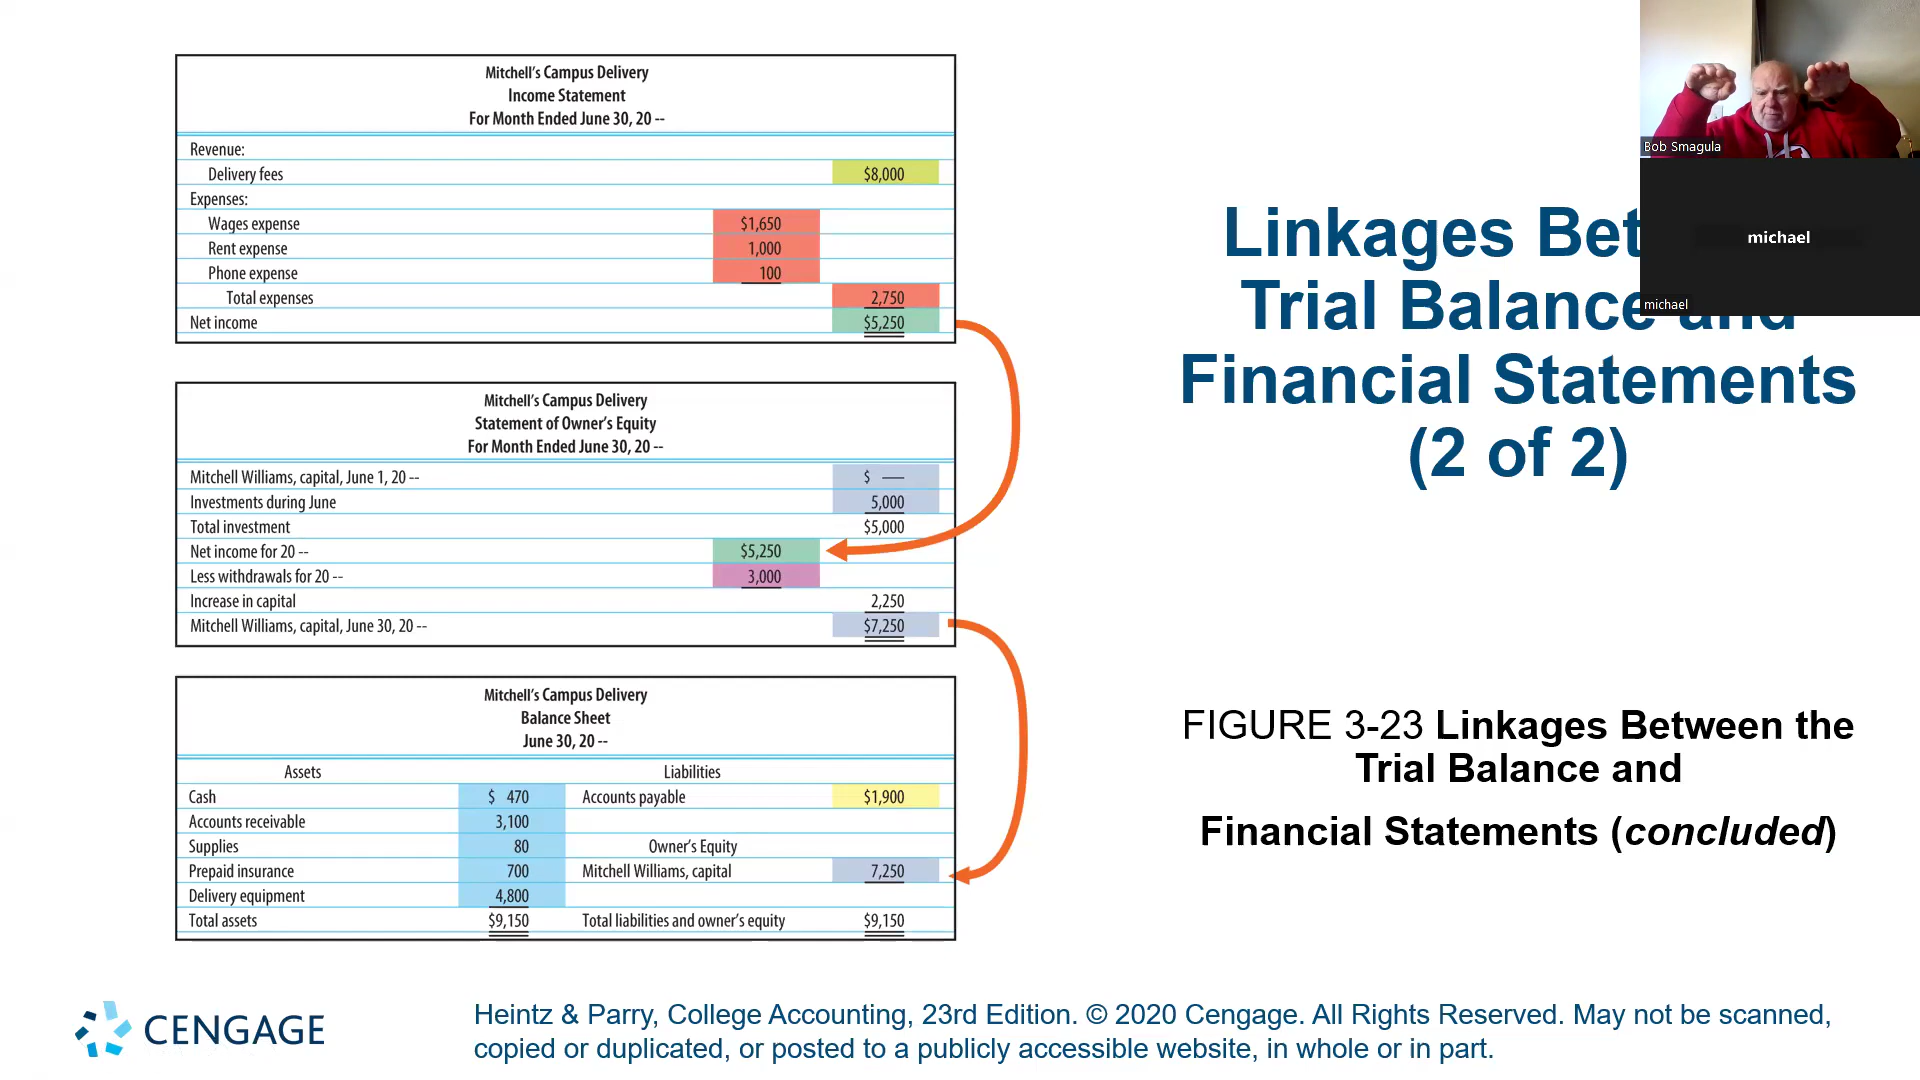 Mitchell's Campus Delivery
Income Statement
For Month Ended June 30, 20 --
Revenue:
Delivery fees $8,000
Expenses:
Wages expense $1,650
Rent expense 1,000
Phone expense 100
Total expenses 2,750
Net income $5,250
Mitchell's Campus Delivery
Statement of Owner's Equity
For Month Ended June 30, 20 --
Mitchell Williams, capital, June 1, 20 -- $ —
Investments during June 5,000
Total investment $5,000
Net income for 20 -- $5,250
Less withdrawals for 20 -- 3,000
Increase in capital 2,250
Mitchell Williams, capital, June 30, 20 -- $7,250
Mitchell's Campus Delivery
Balance Sheet
June 30, 20 --
Assets Liabilities
Cash $ 470 Accounts payable $1,900
Accounts receivable 3,100
Supplies 80 Owner's Equity
Prepaid insurance 700 Mitchell Williams, capital 7,250
Delivery equipment 4,800
Total assets $9,150 Total liabilities and owner's equity $9,150
Bob Smagula
michael
michael
Linkages Bet
Trial Balance and
Financial Statements
(2 of 2)
FIGURE 3-23 Linkages Between the
Trial Balance and
Financial Statements (concluded)
CENGAGE
Heintz & Parry, College Accounting, 23rd Edition. © 2020 Cengage. All Rights Reserved. May not be scanned,
copied or duplicated, or posted to a publicly accessible website, in whole or in part.